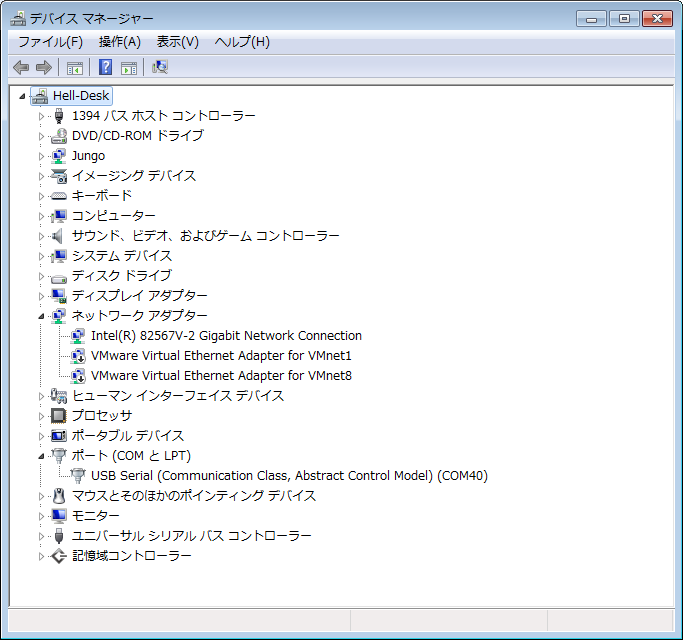 デバイス マネージャー
ファイル(F) 操作(A) 表示(V) ヘルプ(H)
Hell-Desk
1394 バス ホスト コントローラー
DVD/CD-ROM ドライブ
Jungo
イメージング デバイス
キーボード
コンピューター
サウンド、ビデオ、およびゲーム コントローラー
システム デバイス
ディスク ドライブ
ディスプレイ アダプター
ネットワーク アダプター
Intel(R) 82567V-2 Gigabit Network Connection
VMware Virtual Ethernet Adapter for VMnet1
VMware Virtual Ethernet Adapter for VMnet8
ヒューマン インターフェイス デバイス
プロセッサ
ポータブル デバイス
ポート (COM と LPT)
USB Serial (Communication Class, Abstract Control Model) (COM40)
マウスとそのほかのポインティング デバイス
モニター
ユニバーサル シリアル バス コントローラー
記憶域コントローラー